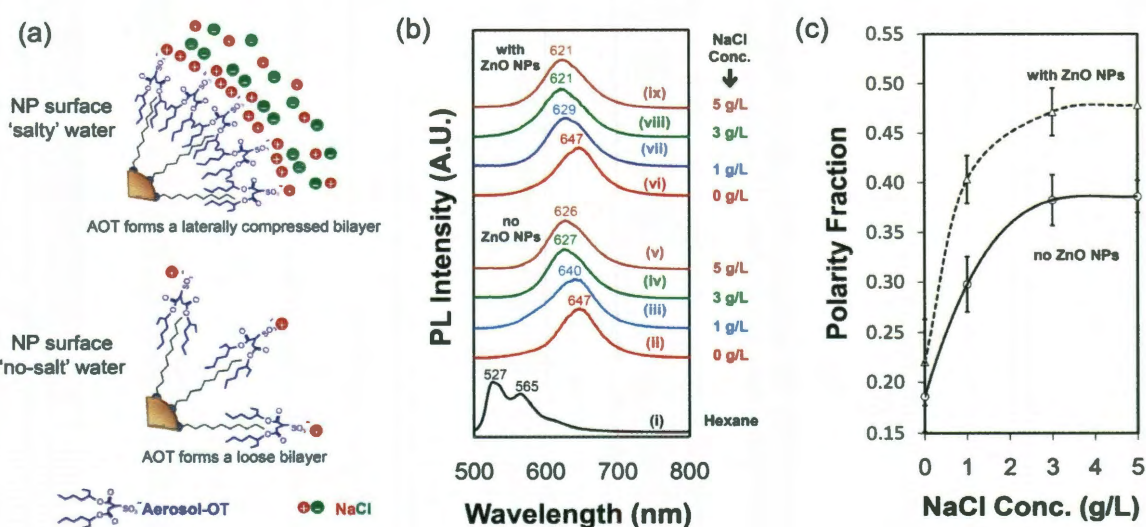 (a)
NP surface
'salty' water
AOT forms a laterally compressed bilayer
NP surface
'no-salt' water
AOT forms a loose bilayer
SO₃⁻ Aerosol-OT
NaCl
(b)
PL Intensity (A.U.)
with
ZnO NPs
NaCl
Conc.
621
(ix)
5 g/L
621
(viii)
3 g/L
629
(vii)
1 g/L
647
(vi)
0 g/L
no
ZnO NPs
626
(v)
5 g/L
627
(iv)
3 g/L
640
(iii)
1 g/L
647
(ii)
0 g/L
527
565
(i)
Hexane
500 600 700 800
Wavelength (nm)
(c)
Polarity Fraction
0.55
0.50
0.45
0.40
0.35
0.30
0.25
0.20
0.15
with ZnO NPs
no ZnO NPs
0 1 2 3 4 5
NaCl Conc. (g/L)